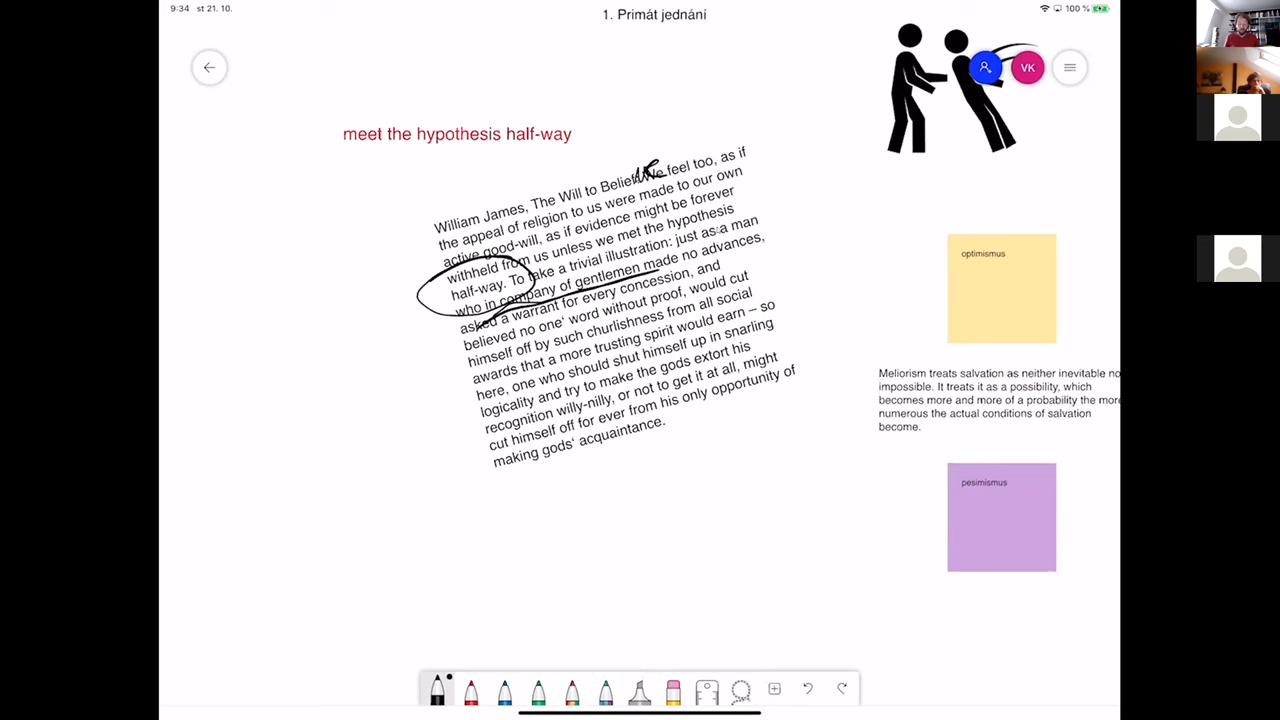 9:34 st 21. 10.
1. Primát jednání
100 %
VK
meet the hypothesis half-way
William James, The Will to Belief: We feel too, as if
the appeal of religion to us were made to our own
active good-will, as if evidence might be forever
withheld from us unless we met the hypothesis
half-way. To take a trivial illustration: just as a man
who in company of gentlemen made no advances,
asked a warrant for every concession, and
believed no one‘ word without proof, would cut
himself off by such churlishness from all social
awards that a more trusting spirit would earn – so
here, one who should shut himself up in snarling
logicality and try to make the gods extort his
recognition willy-nilly, or not to get it at all, might
cut himself off for ever from his only opportunity of
making gods‘ acquaintance.
optimismus
Meliorism treats salvation as neither inevitable no
impossible. It treats it as a possibility, which
becomes more and more of a probability the more
numerous the actual conditions of salvation
become.
pesimismus